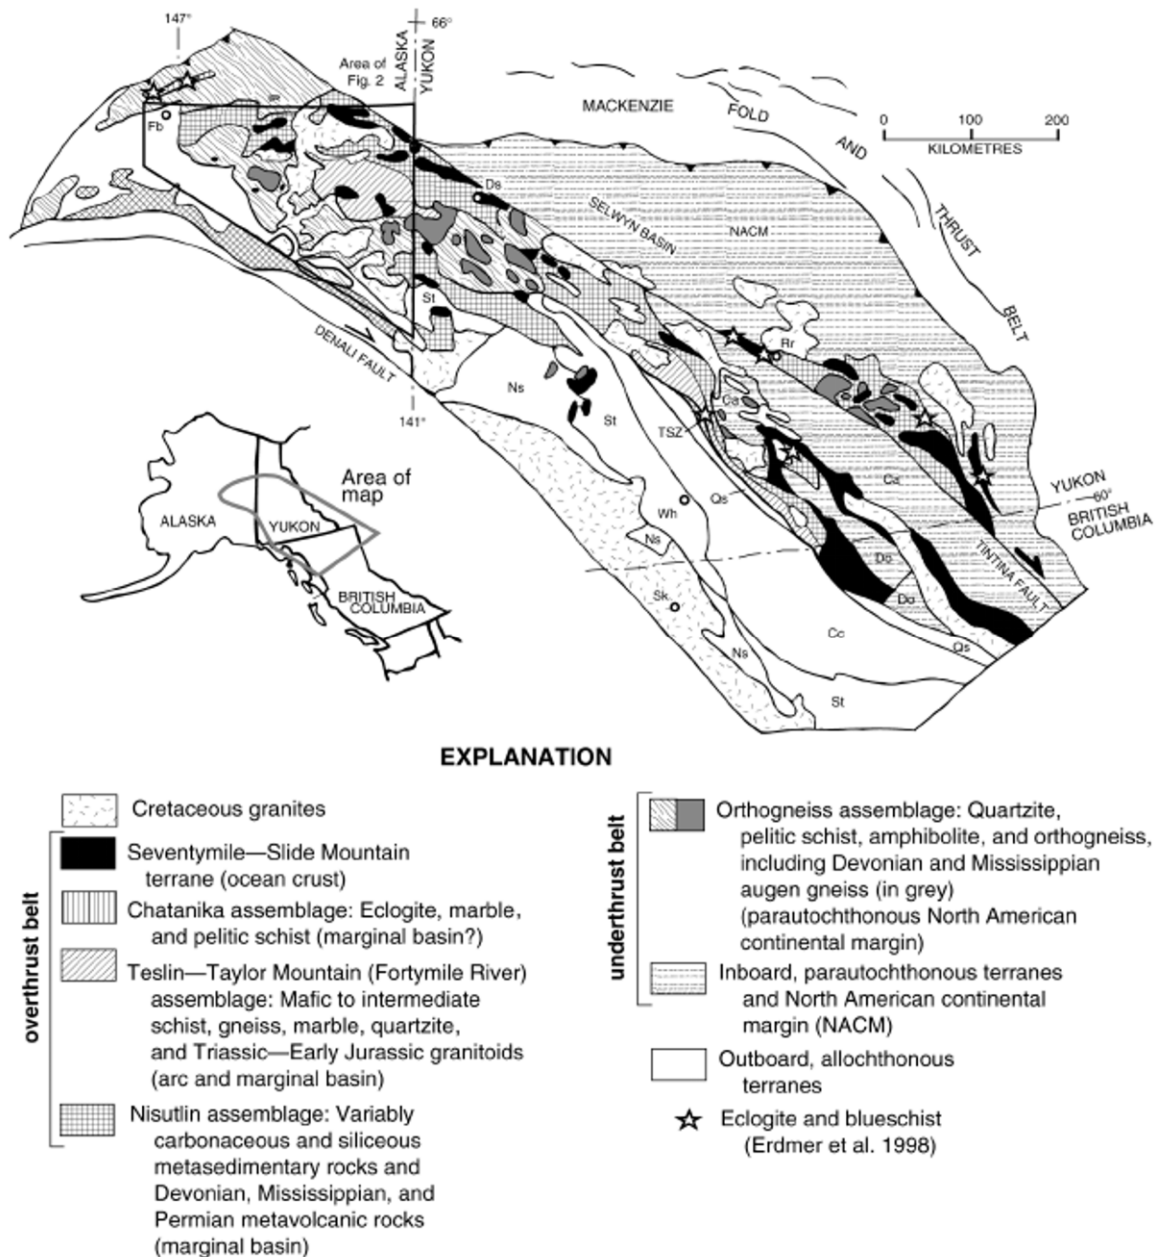 147°
66°
ALASKA
YUKON
Area of
Fig. 2
MACKENZIE
FOLD
AND
THRUST
BELT
0 100 200
KILOMETRES
Fb
Ds
SELWYN BASIN
NACM
St
DENALI FAULT
141°
Ns
St
Rr
Ca
TSZ
Qs
Ca
Wh
Ns
YUKON
60°
BRITISH
COLUMBIA
TINTINA FAULT
Do
Do
Sk
Cc
Qs
Ns
St
Area of
map
ALASKA
YUKON
BRITISH
COLUMBIA
EXPLANATION
overthrust belt
Cretaceous granites
Seventymile—Slide Mountain
terrane (ocean crust)
Chatanika assemblage: Eclogite, marble,
and pelitic schist (marginal basin?)
Teslin—Taylor Mountain (Fortymile River)
assemblage: Mafic to intermediate
schist, gneiss, marble, quartzite,
and Triassic—Early Jurassic granitoids
(arc and marginal basin)
Nisutlin assemblage: Variably
carbonaceous and siliceous
metasedimentary rocks and
Devonian, Mississippian, and
Permian metavolcanic rocks
(marginal basin)
underthrust belt
Orthogneiss assemblage: Quartzite,
pelitic schist, amphibolite, and orthogneiss,
including Devonian and Mississippian
augen gneiss (in grey)
(parautochthonous North American
continental margin)
Inboard, parautochthonous terranes
and North American continental
margin (NACM)
Outboard, allochthonous
terranes
Eclogite and blueschist
(Erdmer et al. 1998)